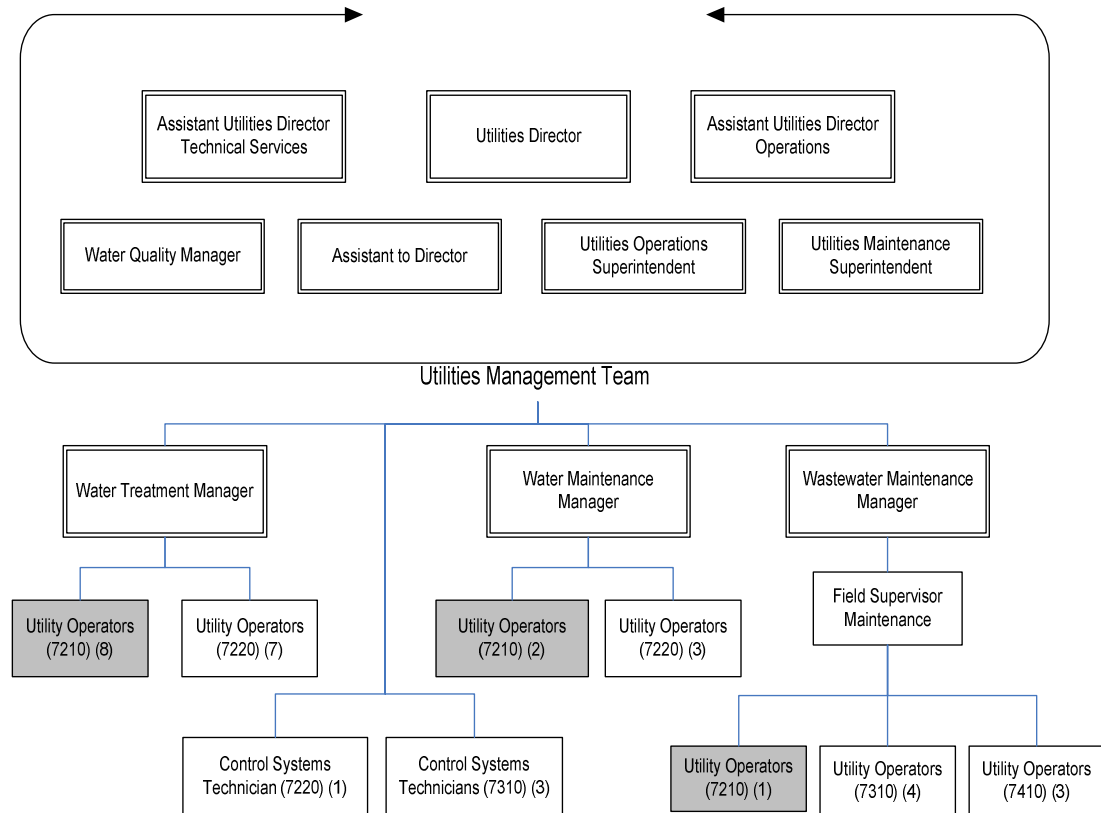 Assistant Utilities Director
Technical Services
Utilities Director
Assistant Utilities Director
Operations
Water Quality Manager
Assistant to Director
Utilities Operations
Superintendent
Utilities Maintenance
Superintendent
Utilities Management Team
Water Treatment Manager
Water Maintenance
Manager
Wastewater Maintenance
Manager
Utility Operators
(7210) (8)
Utility Operators
(7220) (7)
Utility Operators
(7210) (2)
Utility Operators
(7220) (3)
Field Supervisor
Maintenance
Control Systems
Technician (7220) (1)
Control Systems
Technicians (7310) (3)
Utility Operators
(7210) (1)
Utility Operators
(7310) (4)
Utility Operators
(7410) (3)